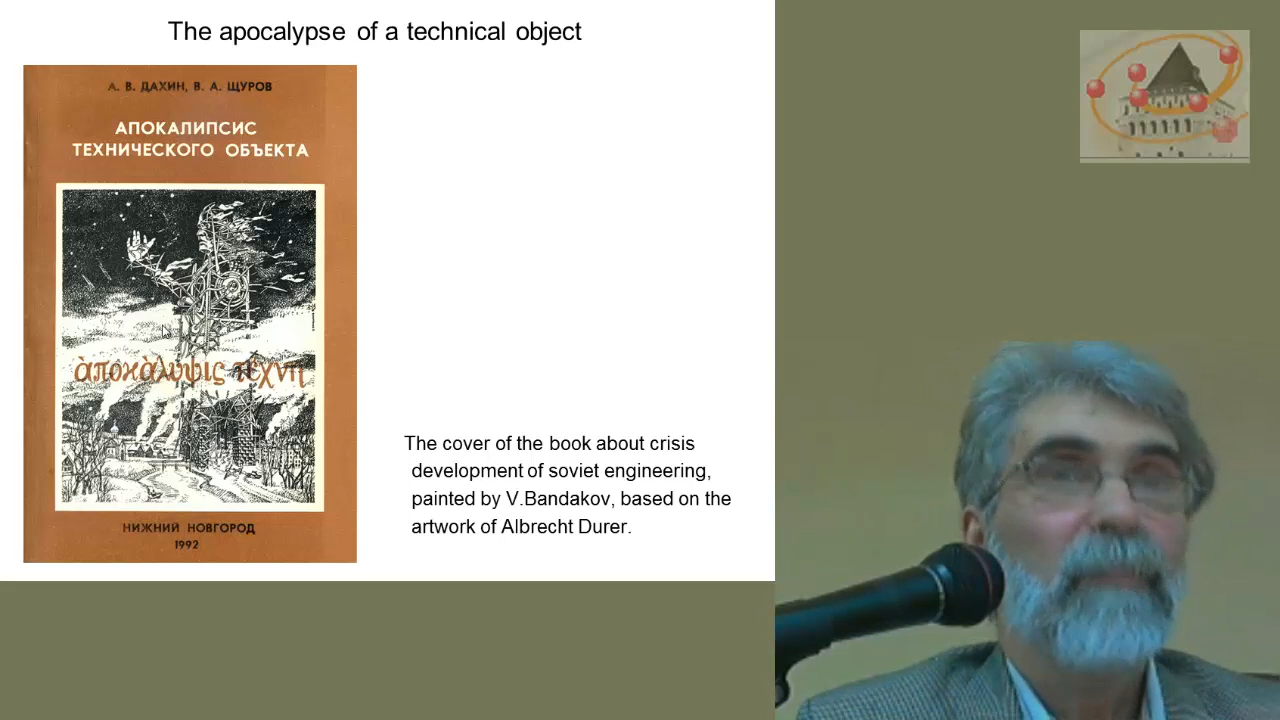 The apocalypse of a technical object
А. В. ДАХИН, В. А. ЩУРОВ
АПОКАЛИПСИС
ТЕХНИЧЕСКОГО ОБЪЕКТА
ἀποκὰλυψις τέχνη
НИЖНИЙ НОВГОРОД
1992
The cover of the book about crisis
development of soviet engineering,
painted by V.Bandakov, based on the
artwork of Albrecht Durer.